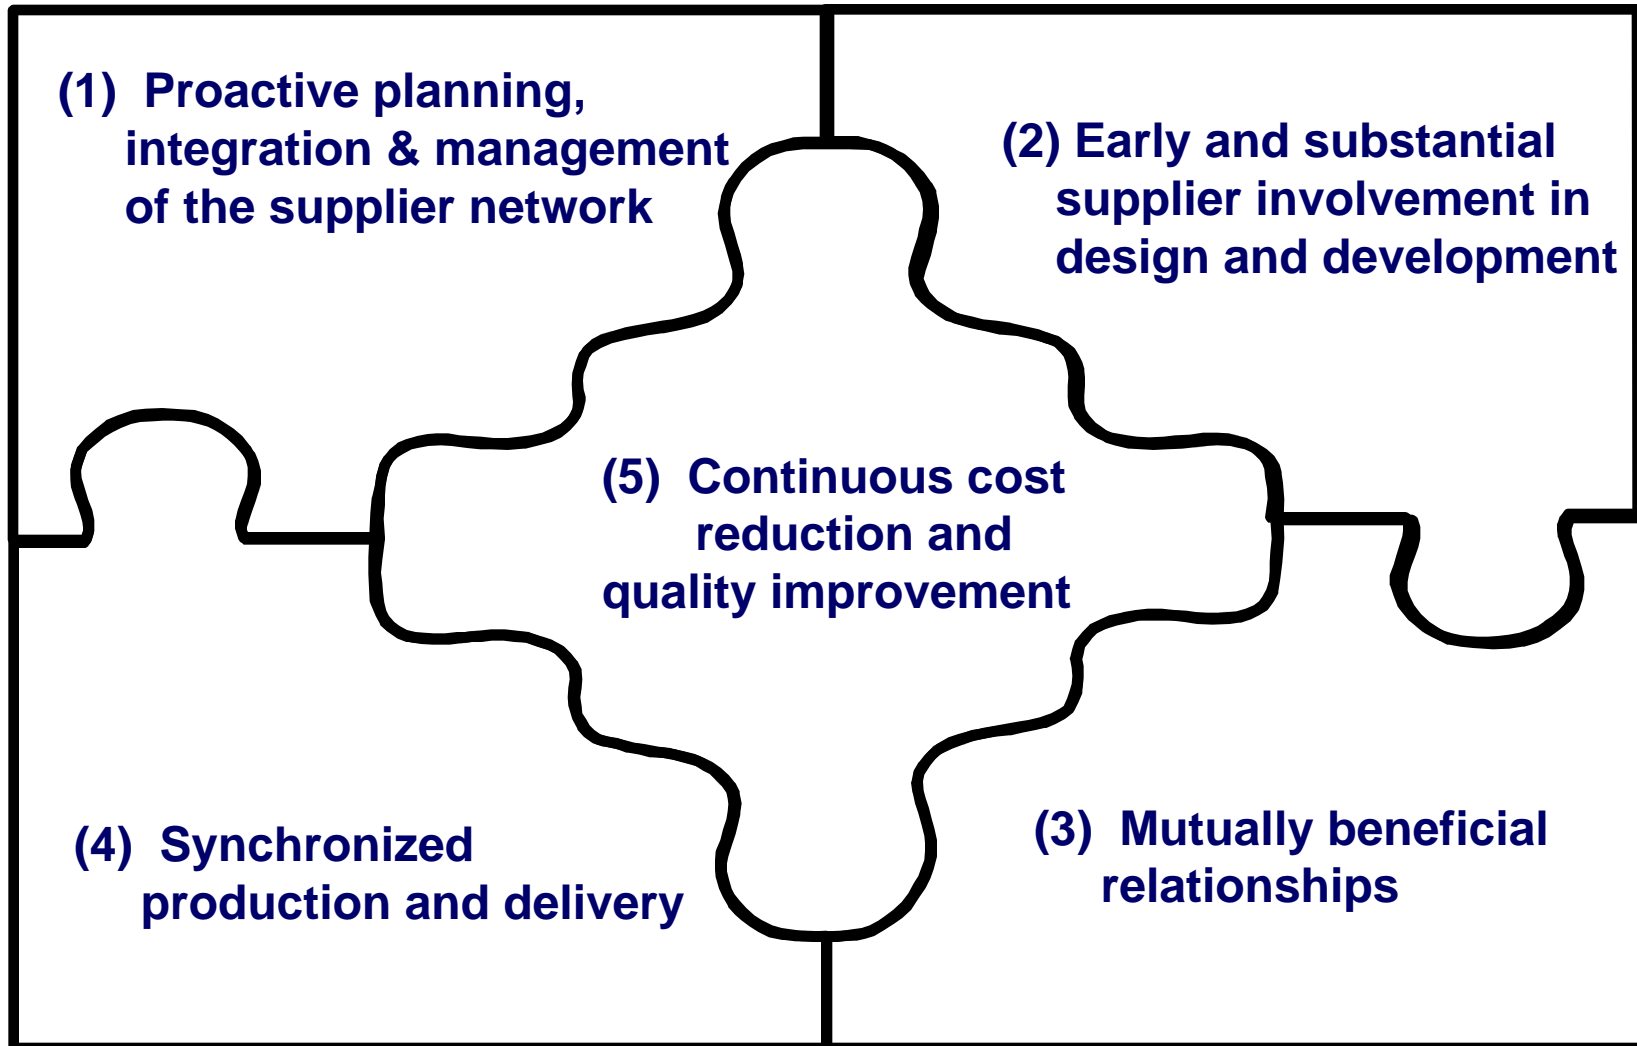 (1) Proactive planning,
integration & management
of the supplier network
(2) Early and substantial
supplier involvement in
design and development
(5) Continuous cost
reduction and
quality improvement
(4) Synchronized
production and delivery
(3) Mutually beneficial
relationships